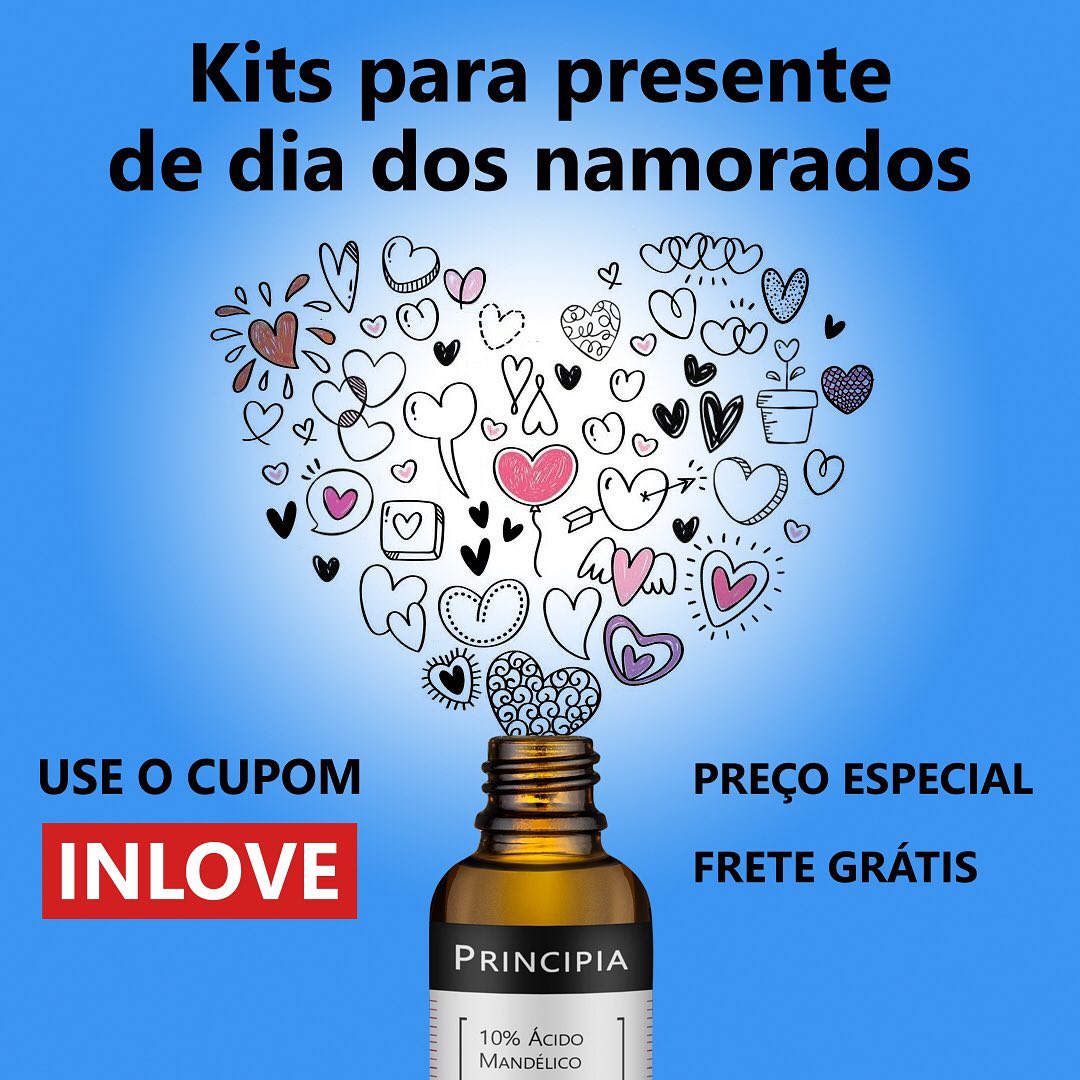 Kits para presente
de dia dos namorados
USE O CUPOM
INLOVE
PREÇO ESPECIAL
FRETE GRÁTIS
PRINCIPIA
10% ÁCIDO
MANDÉLICO